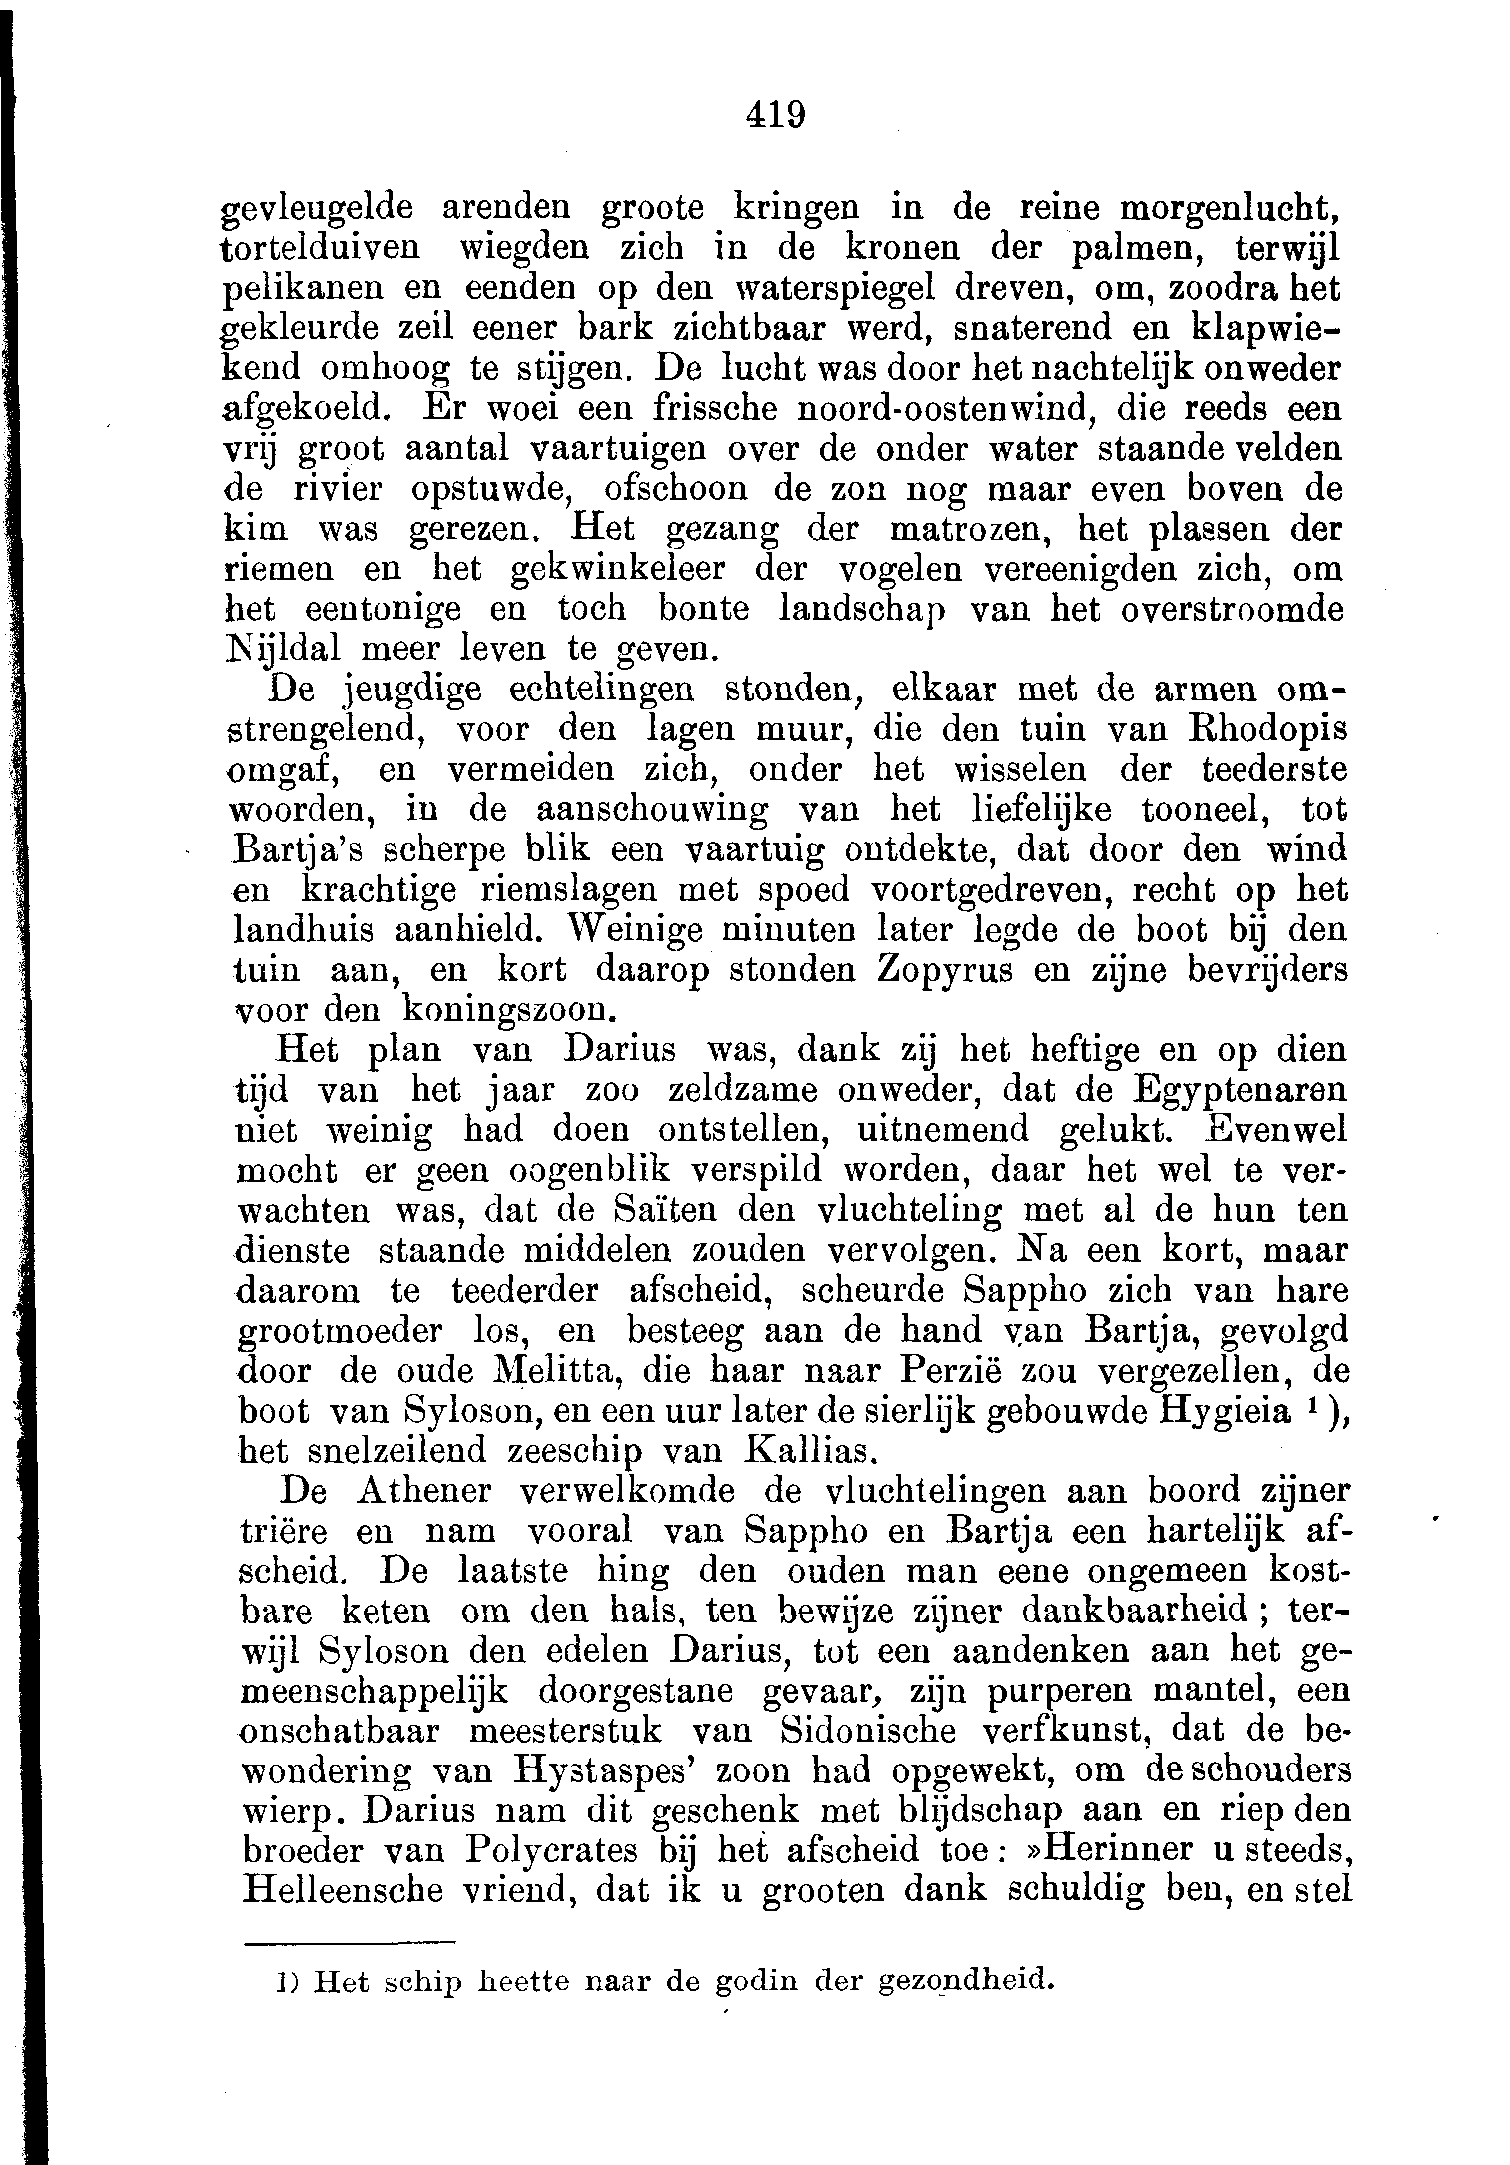 419
gevleugelde arenden groote kringen in de reine morgenlucht,
tortelduiven wiegden zich in de kronen der palmen, terwijl
pelikanen en eenden op den waterspiegel dreven, om, zoodra het
gekleurde zeil eener bark zichtbaar werd, snaterend en klapwie-
kend omhoog te stijgen. De lucht was door het nachtelijk onweder
afgekoeld. Er woei een frissche noord-oostenwind, die reeds een
vrij groot aantal vaartuigen over de onder water staande velden
de rivier opstuwde, ofschoon de zon nog maar even boven de
kim was gerezen. Het gezang der matrozen, het plassen der
riemen en het gekwinkeleer der vogelen vereenigden zich, om
het eentonige en toch bonte landschap van het overstroomde
Nijldal meer leven te geven.
De jeugdige echtelingen stonden, elkaar met de armen om-
strengelend, voor den lagen muur, die den tuin van Rhodopis
omgaf, en vermeiden zich, onder het wisselen der teederste
woorden, in de aanschouwing van het liefelijke tooneel, tot
Bartja's scherpe blik een vaartuig ontdekte, dat door den wind
en krachtige riemslagen met spoed voortgedreven, recht op het
landhuis aanhield. Weinige minuten later legde de boot bij den
tuin aan, en kort daarop stonden Zopyrus en zijne bevrijders
voor den koningszoon.
Het plan van Darius was, dank zij het heftige en op dien
tijd van het jaar zoo zeldzame onweder, dat de Egyptenaren
niet weinig had doen ontstellen, uitnemend gelukt. Evenwel
mocht er geen oogenblik verspild worden, daar het wel te ver-
wachten was, dat de Saïten den vluchteling met al de hun ten
dienste staande middelen zouden vervolgen. Na een kort, maar
daarom te teederder afscheid, scheurde Sappho zich van hare
grootmoeder los, en besteeg aan de hand van Bartja, gevolgd
door de oude Melitta, die haar naar Perzië zou vergezellen, de
boot van Syloson, en een uur later de sierlijk gebouwde Hygieia ¹),
het snelzeilend zeeschip van Kallias.
De Athener verwelkomde de vluchtelingen aan boord zijner
triëre en nam vooral van Sappho en Bartja een hartelijk af-
scheid. De laatste hing den ouden man eene ongemeen kost-
bare keten om den hals, ten bewijze zijner dankbaarheid; ter-
wijl Syloson den edelen Darius, tot een aandenken aan het ge-
meenschappelijk doorgestane gevaar, zijn purperen mantel, een
onschatbaar meesterstuk van Sidonische verfkunst, dat de be-
wondering van Hystaspes' zoon had opgewekt, om de schouders
wierp. Darius nam dit geschenk met blijdschap aan en riep den
broeder van Polycrates bij het afscheid toe: »Herinner u steeds,
Helleensche vriend, dat ik u grooten dank schuldig ben, en stel
1) Het schip heette naar de godin der gezondheid.